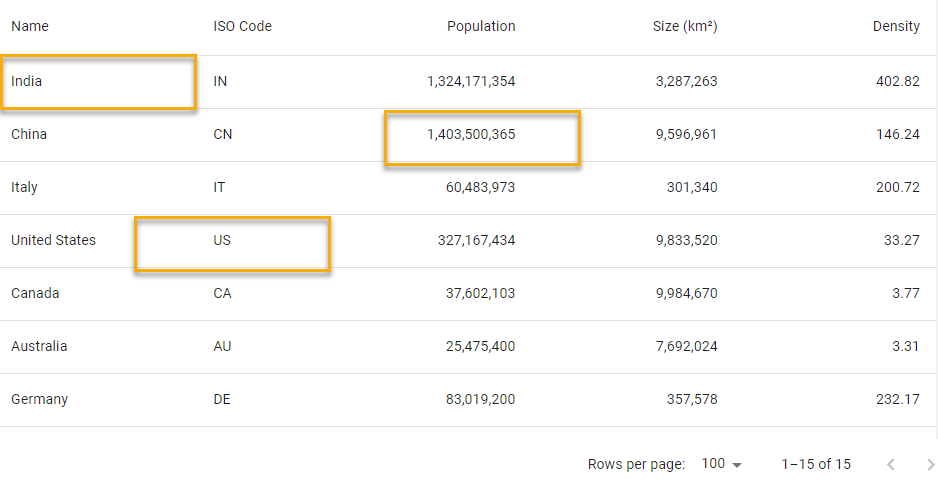 Name ISO Code Population Size (km²) Density
India IN 1,324,171,354 3,287,263 402.82
China CN 1,403,500,365 9,596,961 146.24
Italy IT 60,483,973 301,340 200.72
United States US 327,167,434 9,833,520 33.27
Canada CA 37,602,103 9,984,670 3.77
Australia AU 25,475,400 7,692,024 3.31
Germany DE 83,019,200 357,578 232.17
Rows per page: 100 1–15 of 15